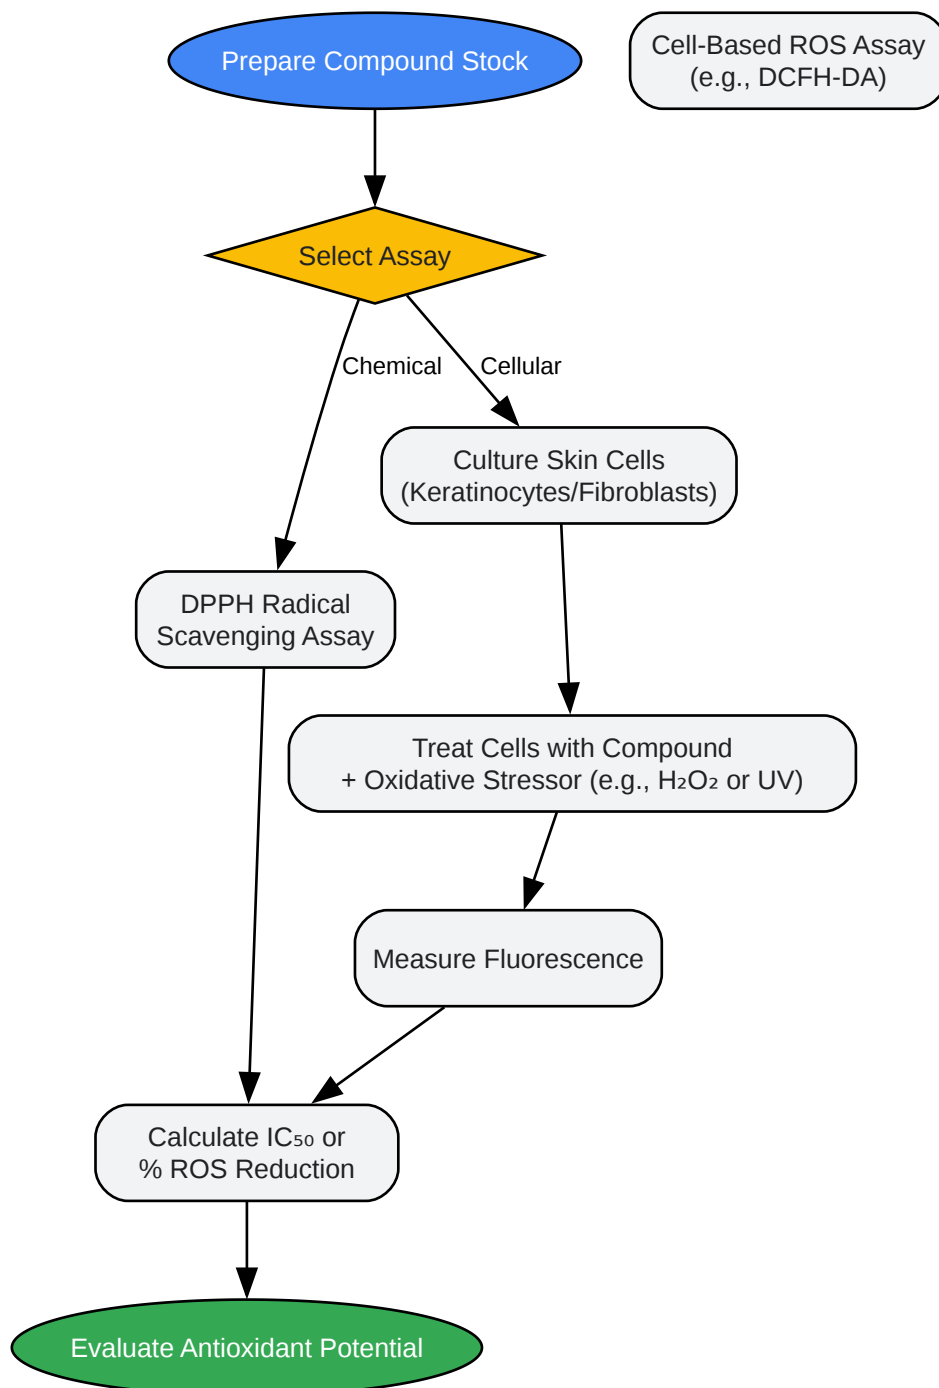 Prepare Compound Stock
Cell-Based ROS Assay
(e.g., DCFH-DA)
Select Assay
Chemical
Cellular
Culture Skin Cells
(Keratinocytes/Fibroblasts)
DPPH Radical
Scavenging Assay
Treat Cells with Compound
+ Oxidative Stressor (e.g., H₂O₂ or UV)
Measure Fluorescence
Calculate IC₅₀ or
% ROS Reduction
Evaluate Antioxidant Potential